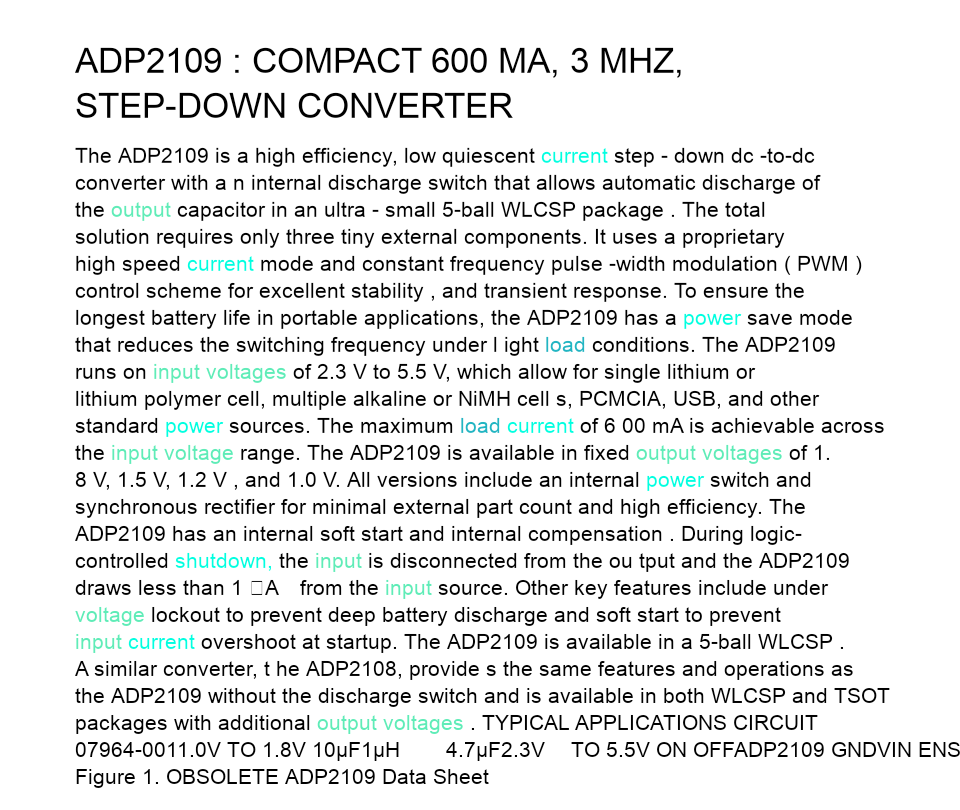 ADP2109 : COMPACT 600 MA, 3 MHZ,
STEP-DOWN CONVERTER
The ADP2109 is a high efficiency, low quiescent current step - down dc -to-dc
converter with a n internal discharge switch that allows automatic discharge of
the output capacitor in an ultra - small 5-ball WLCSP package . The total
solution requires only three tiny external components. It uses a proprietary
high speed current mode and constant frequency pulse -width modulation ( PWM )
control scheme for excellent stability , and transient response. To ensure the
longest battery life in portable applications, the ADP2109 has a power save mode
that reduces the switching frequency under l ight load conditions. The ADP2109
runs on input voltages of 2.3 V to 5.5 V, which allow for single lithium or
lithium polymer cell, multiple alkaline or NiMH cell s, PCMCIA, USB, and other
standard power sources. The maximum load current of 6 00 mA is achievable across
the input voltage range. The ADP2109 is available in fixed output voltages of 1.
8 V, 1.5 V, 1.2 V , and 1.0 V. All versions include an internal power switch and
synchronous rectifier for minimal external part count and high efficiency. The
ADP2109 has an internal soft start and internal compensation . During logic-
controlled shutdown, the input is disconnected from the ou tput and the ADP2109
draws less than 1 □A from the input source. Other key features include under
voltage lockout to prevent deep battery discharge and soft start to prevent
input current overshoot at startup. The ADP2109 is available in a 5-ball WLCSP .
A similar converter, t he ADP2108, provide s the same features and operations as
the ADP2109 without the discharge switch and is available in both WLCSP and TSOT
packages with additional output voltages . TYPICAL APPLICATIONS CIRCUIT
07964-0011.0V TO 1.8V 10µF1µH 4.7µF2.3V TO 5.5V ON OFFADP2109 GNDVIN ENS
Figure 1. OBSOLETE ADP2109 Data Sheet